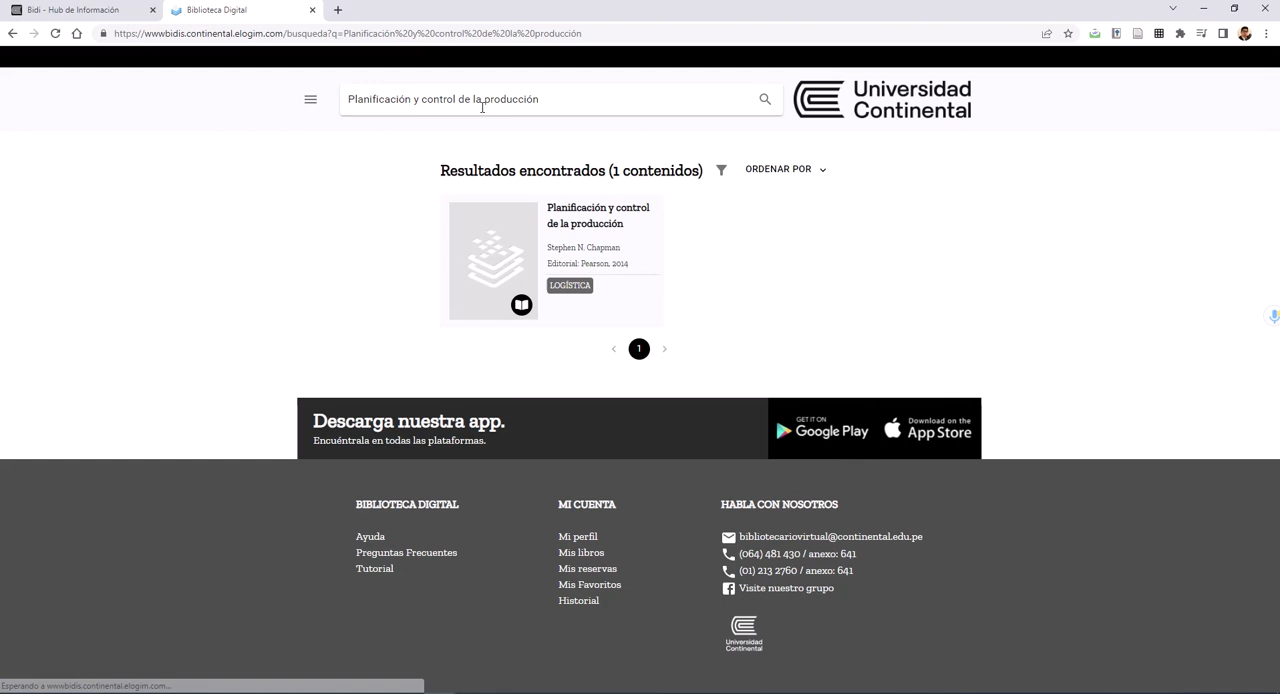 Bidi - Hub de Información
Biblioteca Digital
https://wwwbidis.continental.elogim.com/busqueda?q=Planificación%20y%20control%20de%20la%20producción
Planificación y control de la producción
Universidad
Continental
Resultados encontrados (1 contenidos)
ORDENAR POR
Planificación y control
de la producción
Stephen N. Chapman
Editorial: Pearson, 2014
LOGÍSTICA
1
Descarga nuestra app.
Encuéntrala en todas las plataformas.
GET IT ON
Google Play
Download on the
App Store
BIBLIOTECA DIGITAL
Ayuda
Preguntas Frecuentes
Tutorial
MI CUENTA
Mi perfil
Mis libros
Mis reservas
Mis Favoritos
Historial
HABLA CON NOSOTROS
bibliotecariovirtual@continental.edu.pe
(064) 481 430 / anexo: 641
(01) 213 2760 / anexo: 641
Visite nuestro grupo
Universidad
Continental
Esperando a wwwbidis.continental.elogim.com...